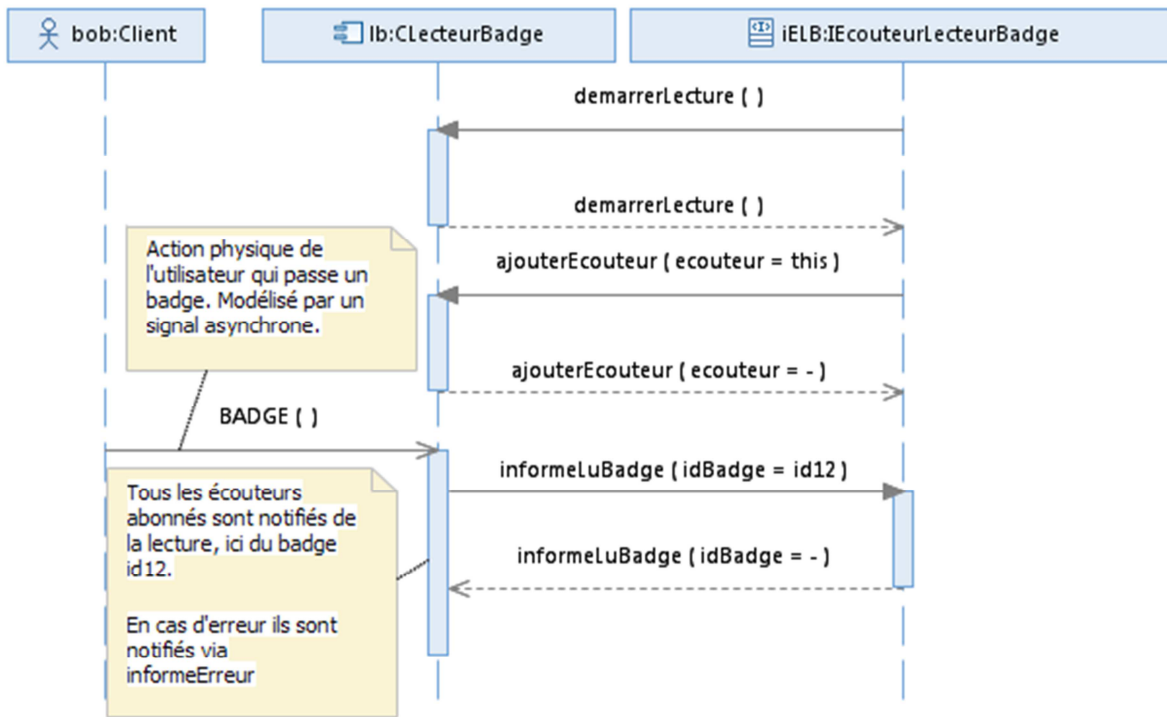 bob:Client
lb:CLecteurBadge
iELB:IEcouteurLecteurBadge
demarrerLecture ( )
demarrerLecture ( )
Action physique de
l'utilisateur qui passe un
badge. Modélisé par un
signal asynchrone.
ajouterEcouteur ( ecouteur = this )
ajouterEcouteur ( ecouteur = - )
BADGE ( )
informeLuBadge ( idBadge = id12 )
Tous les écouteurs
abonnés sont notifiés de
la lecture, ici du badge
id12.
En cas d'erreur ils sont
notifiés via
informeErreur
informeLuBadge ( idBadge = - )